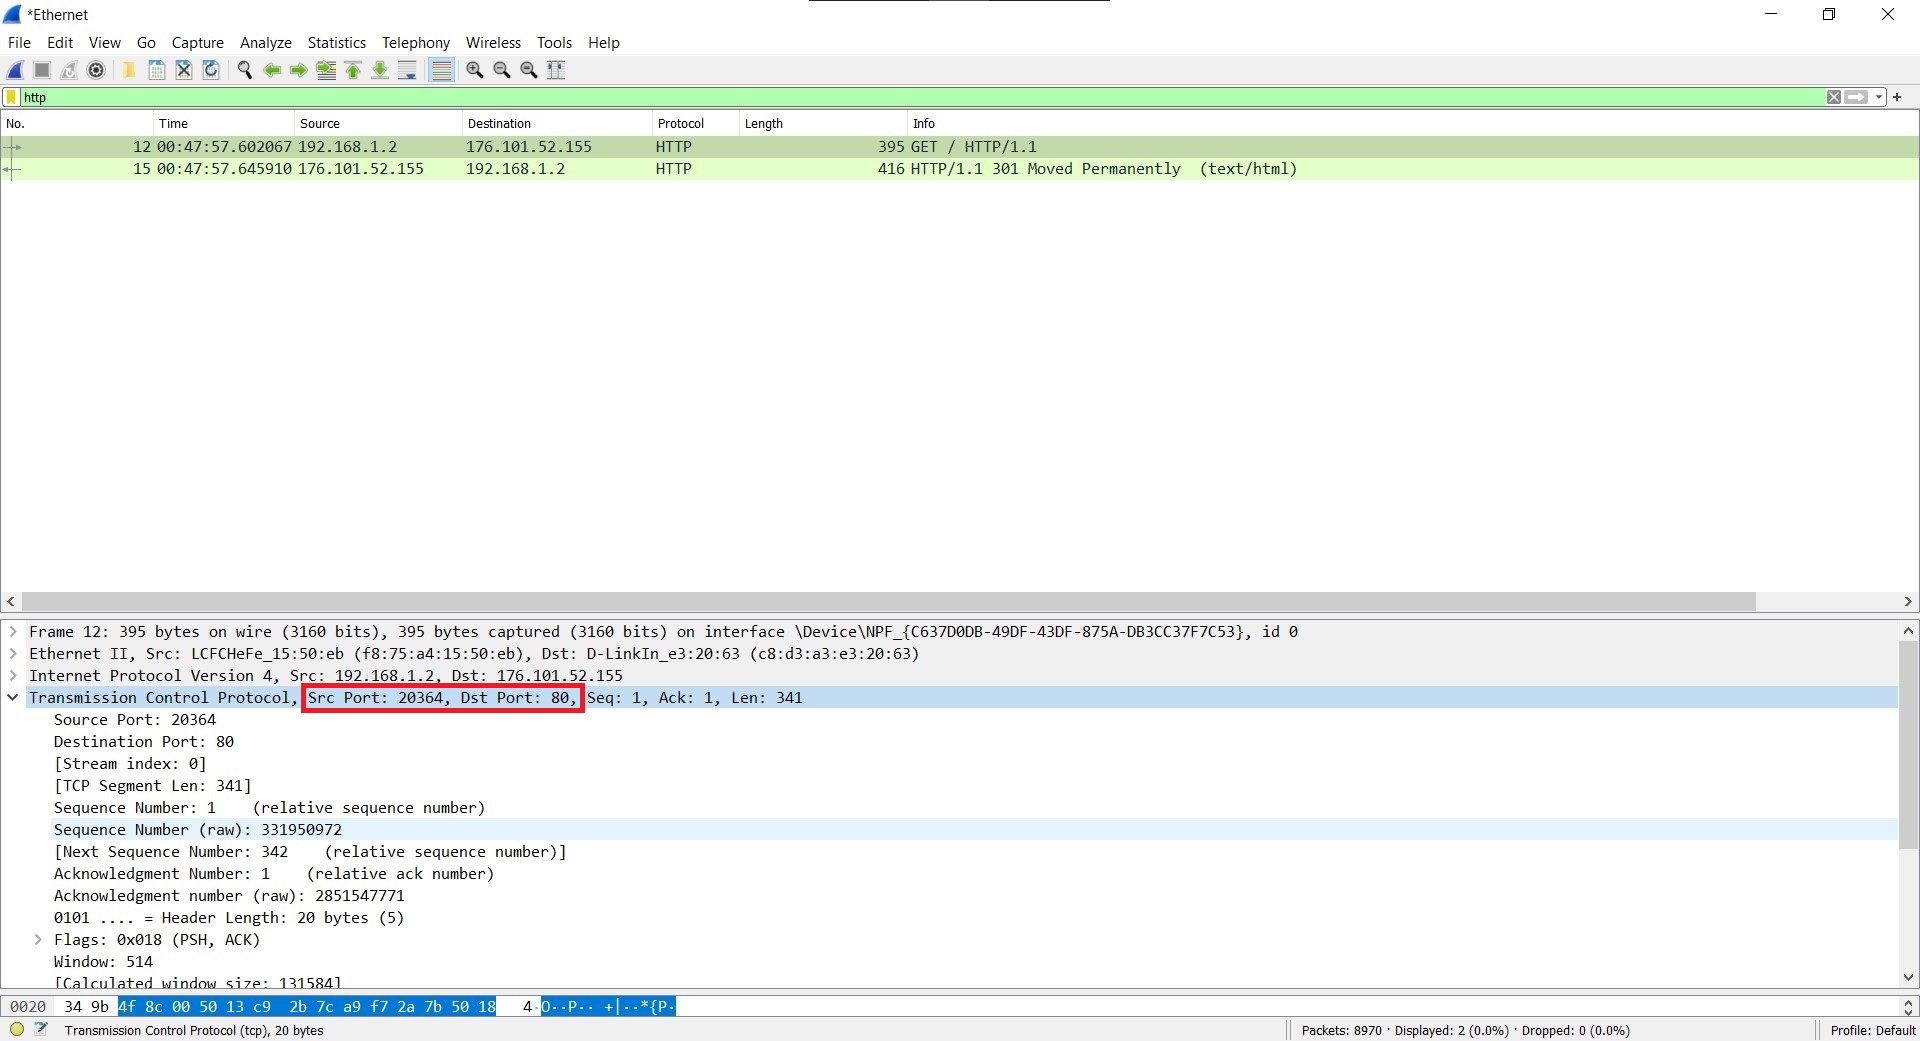 *Ethernet
File Edit View Go Capture Analyze Statistics Telephony Wireless Tools Help
http
No. Time Source Destination Protocol Length Info
12 00:47:57.602067 192.168.1.2 176.101.52.155 HTTP 395 GET / HTTP/1.1
15 00:47:57.645910 176.101.52.155 192.168.1.2 HTTP 416 HTTP/1.1 301 Moved Permanently (text/html)
Frame 12: 395 bytes on wire (3160 bits), 395 bytes captured (3160 bits) on interface \Device\NPF_{C637D0DB-49DF-43DF-875A-DB3CC37F7C53}, id 0
Ethernet II, Src: LCFCHeFe_15:50:eb (f8:75:a4:15:50:eb), Dst: D-LinkIn_e3:20:63 (c8:d3:a3:e3:20:63)
Internet Protocol Version 4, Src: 192.168.1.2, Dst: 176.101.52.155
Transmission Control Protocol, Src Port: 20364, Dst Port: 80, Seq: 1, Ack: 1, Len: 341
Source Port: 20364
Destination Port: 80
[Stream index: 0]
[TCP Segment Len: 341]
Sequence Number: 1 (relative sequence number)
Sequence Number (raw): 331950972
[Next Sequence Number: 342 (relative sequence number)]
Acknowledgment Number: 1 (relative ack number)
Acknowledgment number (raw): 2851547771
0101 .... = Header Length: 20 bytes (5)
Flags: 0x018 (PSH, ACK)
Window: 514
[Calculated window size: 131584]
0020 34 9b 4f 8c 00 50 13 c9 2b 7c a9 f7 2a 7b 50 18 4·O··P·· +|··*{P·
Transmission Control Protocol (tcp), 20 bytes
Packets: 8970 · Displayed: 2 (0.0%) · Dropped: 0 (0.0%)
Profile: Default